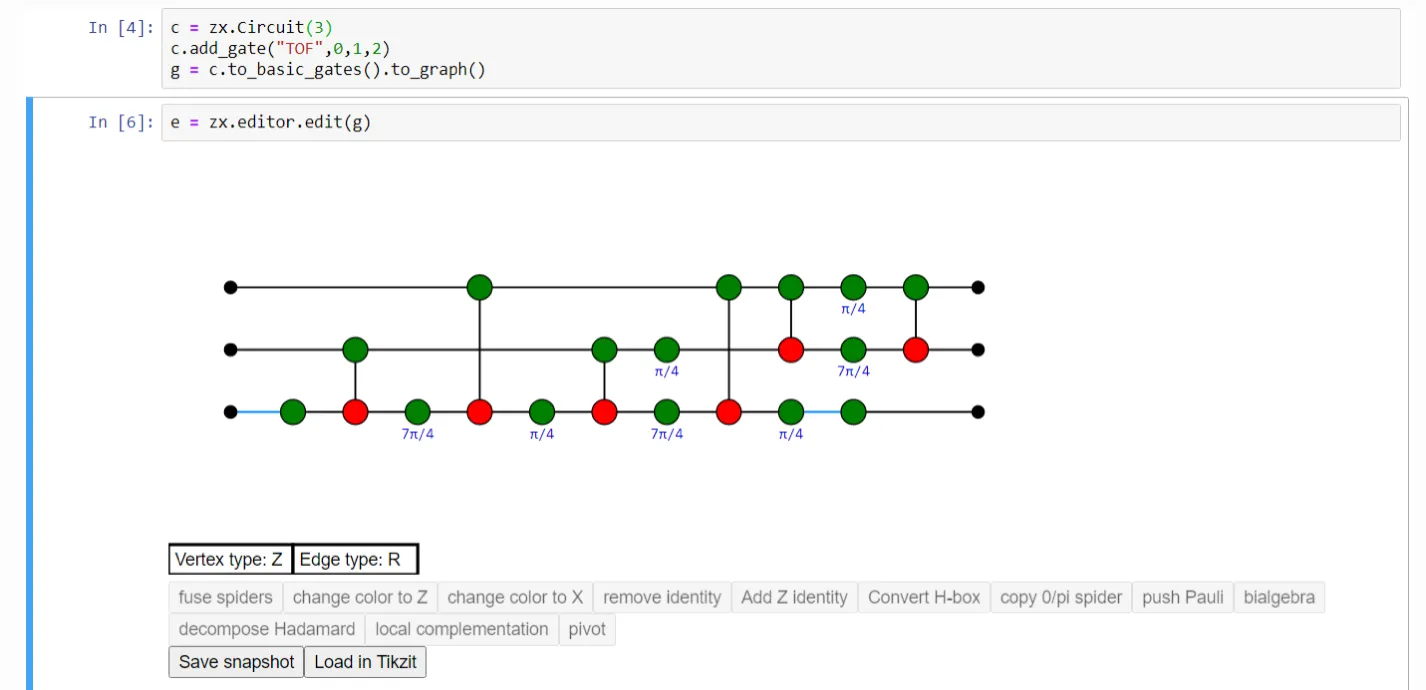 In [4]: c = zx.Circuit(3)
c.add_gate("TOF",0,1,2)
g = c.to_basic_gates().to_graph()
In [6]: e = zx.editor.edit(g)
π/4
π/4 7π/4
7π/4 π/4 7π/4 π/4
Vertex type: Z Edge type: R
fuse spiders change color to Z change color to X remove identity Add Z identity Convert H-box copy 0/pi spider push Pauli bialgebra
decompose Hadamard local complementation pivot
Save snapshot Load in Tikzit